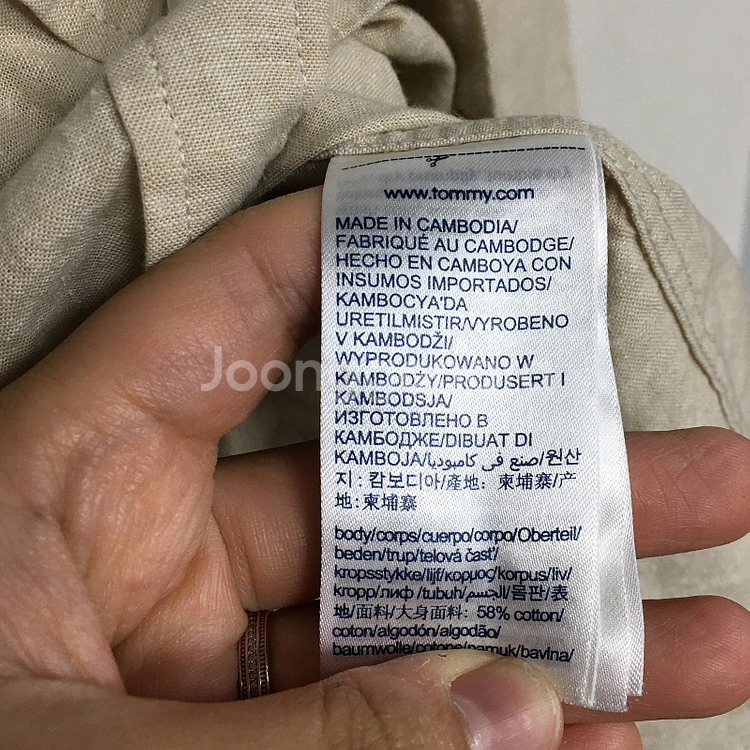 www.tommy.com
MADE IN CAMBODIA/
FABRIQUÉ AU CAMBODGE/
HECHO EN CAMBOYA CON
INSUMOS IMPORTADOS/
KAMBOCYA'DA
URETILMISTIR/VYROBENO
V KAMBODŽI/
WYPRODUKOWANO W
KAMBODŻY/PRODUSERT I
KAMBODSJA/
ИЗГОТОВЛЕНО В
КАМБОДЖЕ/DIBUAT DI
KAMBOJA/صنع في كامبوديا/원산
지: 캄보디아/產地: 柬埔寨/产
地:柬埔寨
body/corps/cuerpo/corpo/Oberteil/
beden/trup/telová časť/
kropsstykke/lijf/κορμος/korpus/liv/
kropp/лиф/tubuh/الجسم/몸판/表
地/面料/大身面料: 58% cotton/
coton/algodón/algodão/
baumwolle/cotone/pamuk/bavlna/
Joon